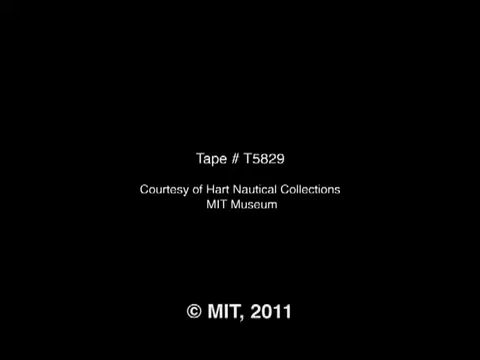 Tape # T5829
Courtesy of Hart Nautical Collections
MIT Museum
© MIT, 2011